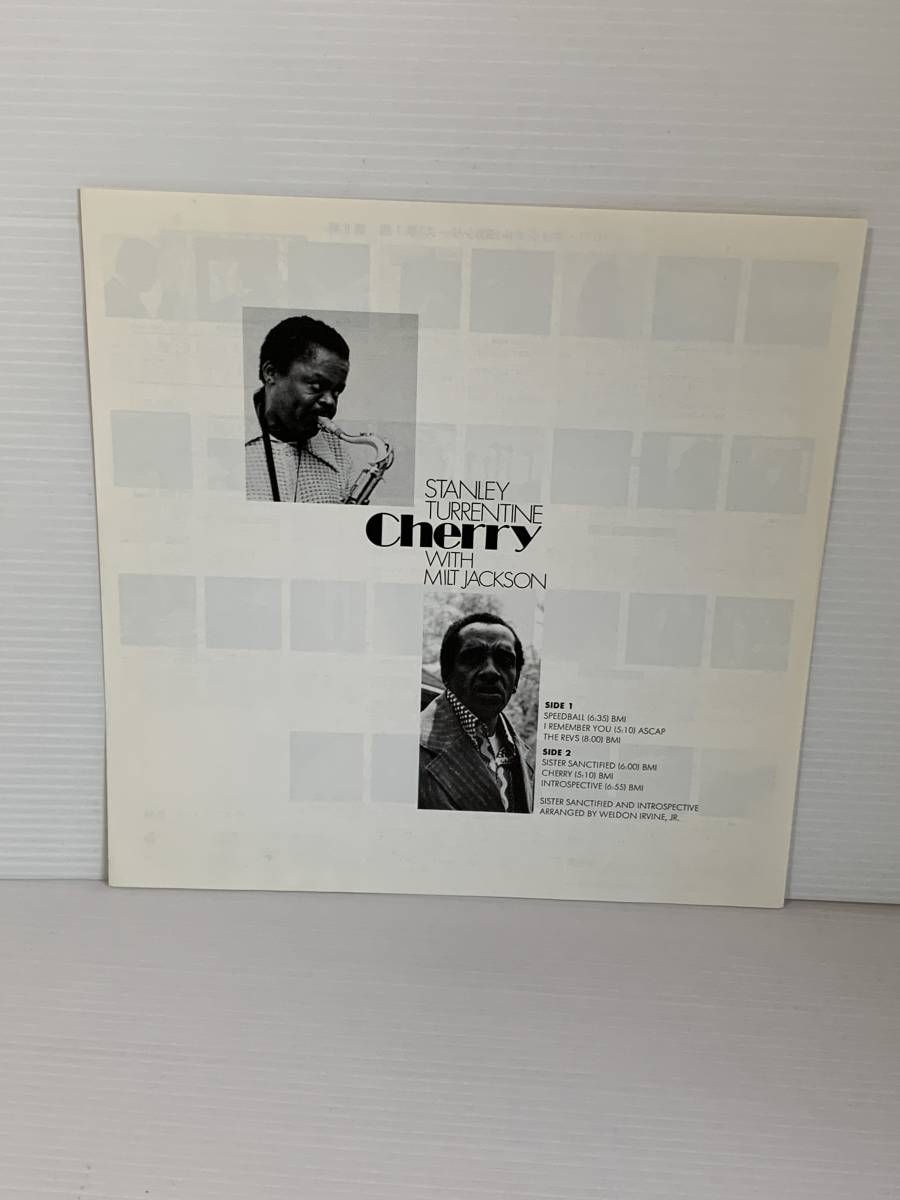 STANLEY
TURRENTINE
Cherry
WITH
MILT JACKSON
SIDE 1
SPEEDBALL (6:35) BMI
I REMEMBER YOU (5:10) ASCAP
THE REVS (8:00) BMI
SIDE 2
SISTER SANCTIFIED (6:00) BMI
CHERRY (5:10) BMI
INTROSPECTIVE (6:55) BMI
SISTER SANCTIFIED AND INTROSPECTIVE
ARRANGED BY WELDON IRVINE, JR.